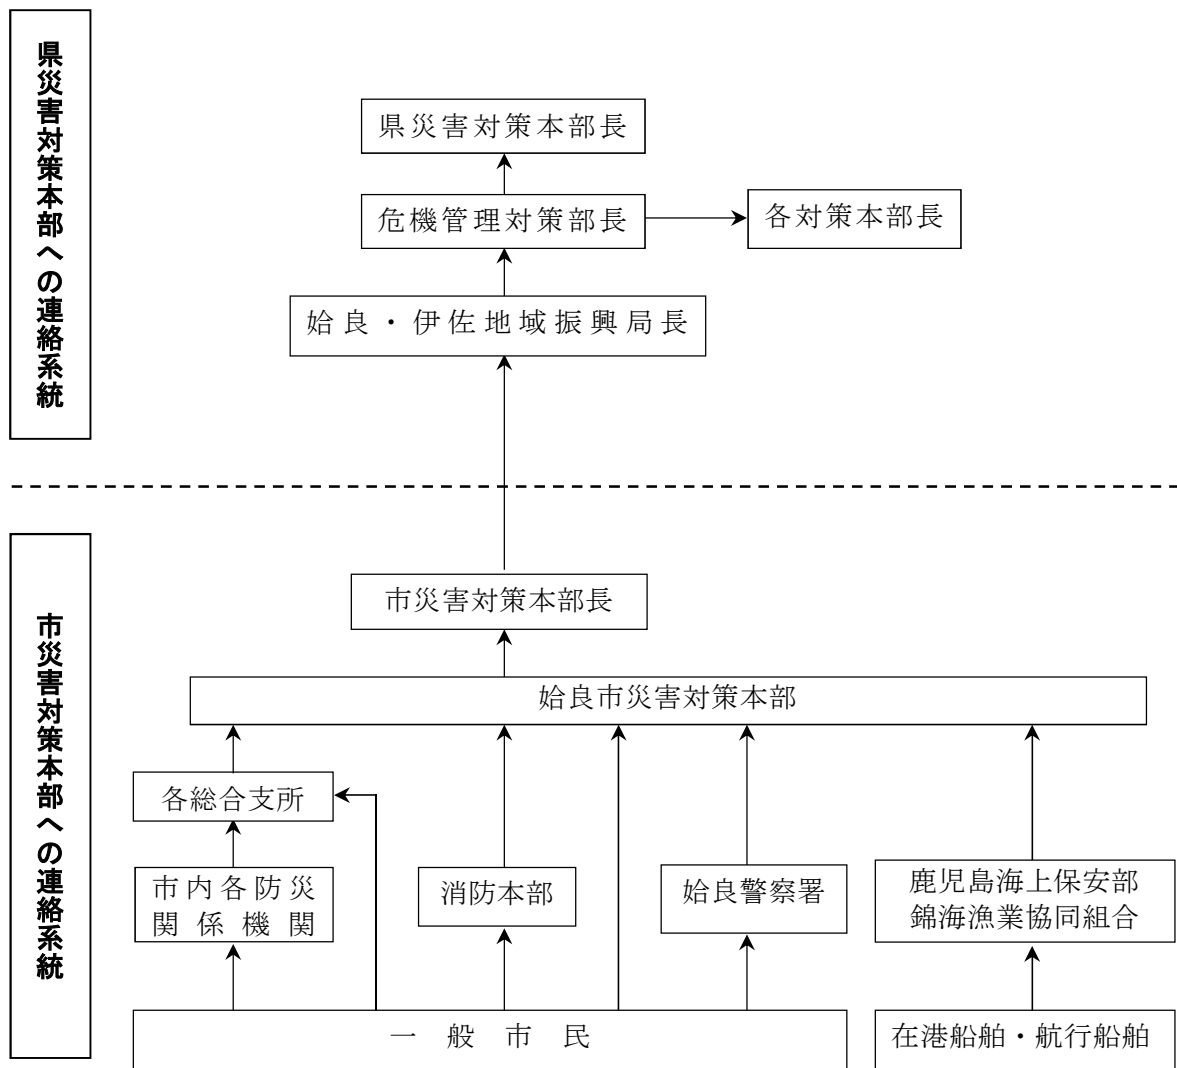 県災害対策本部への連絡系統
県災害対策本部長
危機管理対策部長
各対策本部長
姶良・伊佐地域振興局長
市災害対策本部への連絡系統
市災害対策本部長
姶良市災害対策本部
各総合支所
市内各防災
関係機関
消防本部
姶良警察署
鹿児島海上保安部
錦海漁業協同組合
一般市民
在港船舶・航行船舶